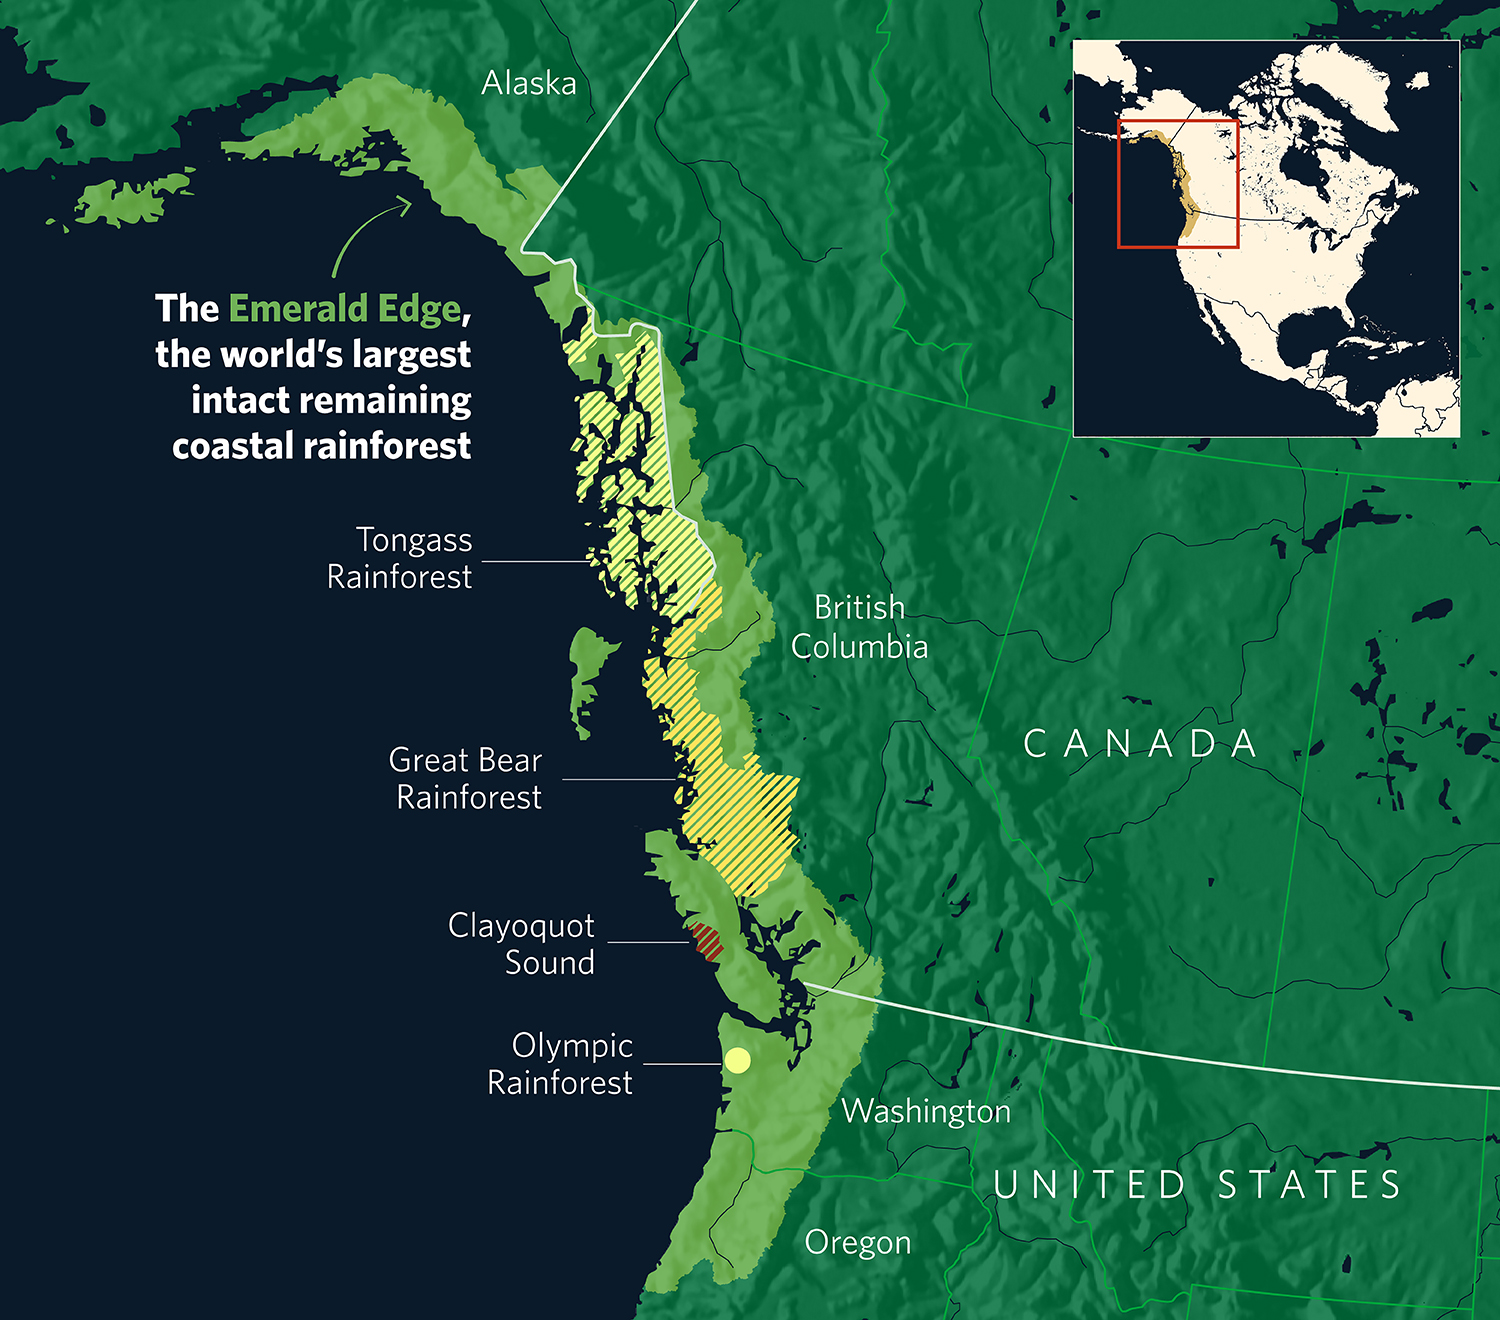 Alaska
The Emerald Edge,
the world's largest
intact remaining
coastal rainforest
Tongass
Rainforest
British
Columbia
CANADA
Great Bear
Rainforest
Clayoquot
Sound
Olympic
Rainforest
Washington
UNITED STATES
Oregon